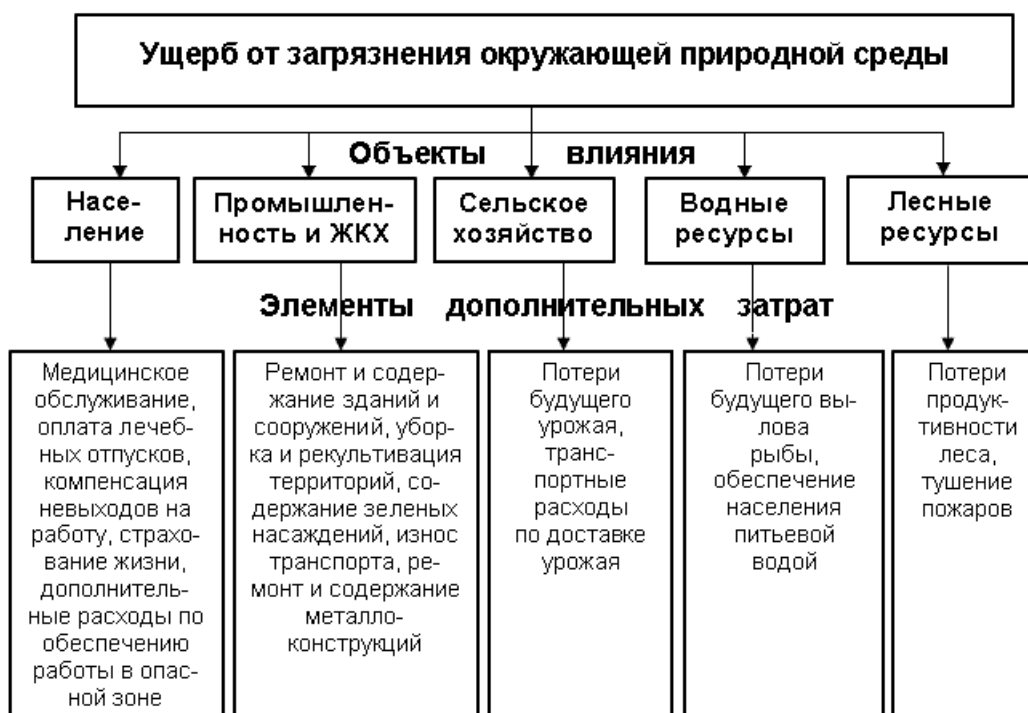 Ущерб от загрязнения окружающей природной среды
Объекты влияния
Насе-
ление
Промышлен-
ность и ЖКХ
Сельское
хозяйство
Водные
ресурсы
Лесные
ресурсы
Элементы дополнительных затрат
Медицинское
обслуживание,
оплата лечеб-
ных отпусков,
компенсация
невыходов на
работу, страхо-
вание жизни,
дополнитель-
ные расходы по
обеспечению
работы в опас-
ной зоне
Ремонт и содер-
жание зданий и
сооружений, убор-
ка и рекультивация
территорий, со-
держание зеленых
насаждений, износ
транспорта, ре-
монт и содержание
металло-
конструкций
Потери
будущего
урожая,
транс-
портные
расходы
по доставке
урожая
Потери
будущего вы-
лова
рыбы,
обеспечение
населения
питьевой
водой
Потери
продук-
тивности
леса,
тушение
пожаров